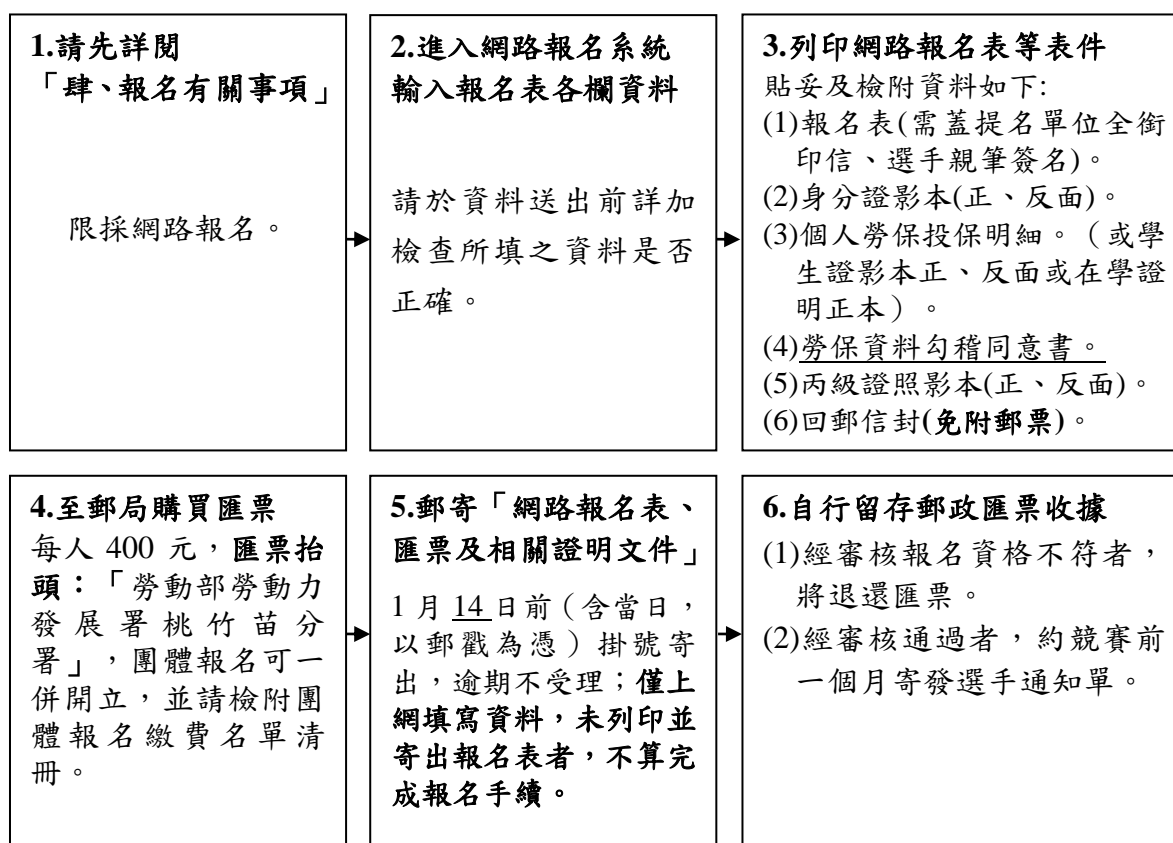 1.請先詳閱
「肆、報名有關事項」
限採網路報名。
2.進入網路報名系統
輸入報名表各欄資料
請於資料送出前詳加
檢查所填之資料是否
正確。
3.列印網路報名表等表件
貼妥及檢附資料如下:
(1)報名表(需蓋提名單位全銜
印信、選手親筆簽名)。
(2)身分證影本(正、反面)。
(3)個人勞保投保明細。（或學
生證影本正、反面或在學證
明正本）。
(4)勞保資料勾稽同意書。
(5)丙級證照影本(正、反面)。
(6)回郵信封(免附郵票)。
4.至郵局購買匯票
每人 400 元，匯票抬
頭：「勞動部勞動力
發展署桃竹苗分
署」，團體報名可一
併開立，並請檢附團
體報名繳費名單清
冊。
5.郵寄「網路報名表、
匯票及相關證明文件」
1 月 14 日前（含當日，
以郵戳為憑）掛號寄
出，逾期不受理；僅上
網填寫資料，未列印並
寄出報名表者，不算完
成報名手續。
6.自行留存郵政匯票收據
(1)經審核報名資格不符者，
將退還匯票。
(2)經審核通過者，約競賽前
一個月寄發選手通知單。